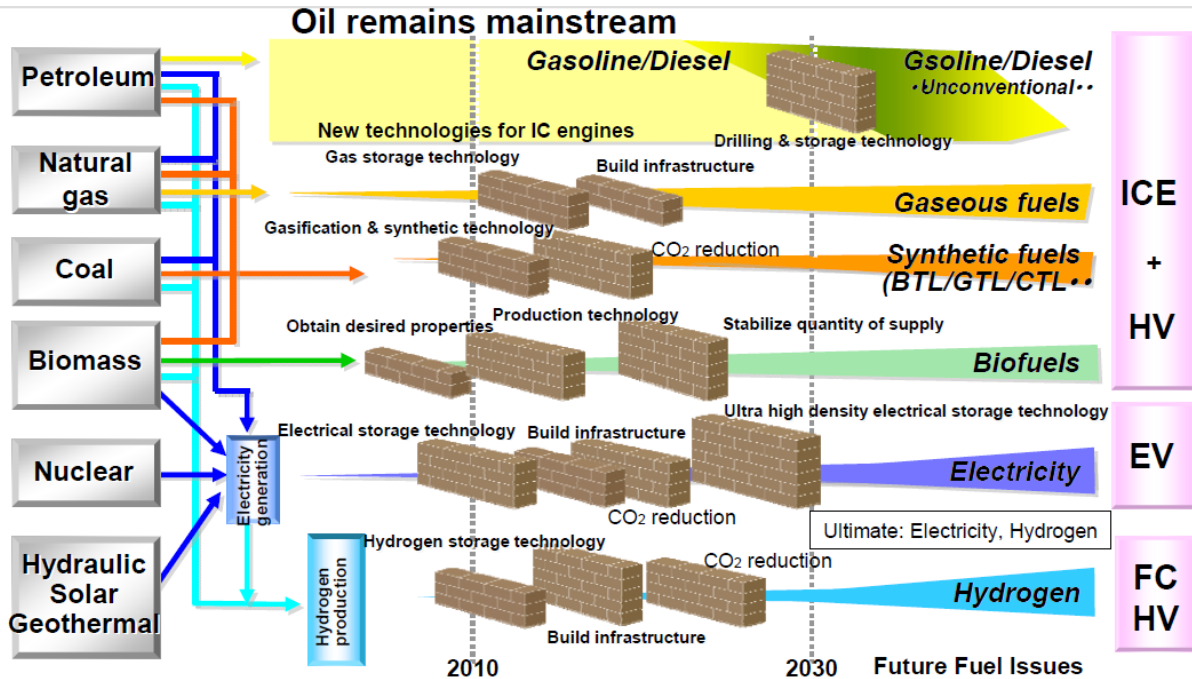 Oil remains mainstream
Petroleum
Gasoline/Diesel
Gsoline/Diesel
・Unconventional・・
New technologies for IC engines
Drilling & storage technology
Natural
gas
Gas storage technology
Build infrastructure
Gaseous fuels
ICE
+
HV
Coal
Gasification & synthetic technology
CO2 reduction
Synthetic fuels
(BTL/GTL/CTL・・
Biomass
Obtain desired properties
Production technology
Stabilize quantity of supply
Biofuels
Nuclear
Electricity
generation
Electrical storage technology
Build infrastructure
Ultra high density electrical storage technology
CO2 reduction
Electricity
EV
Ultimate: Electricity, Hydrogen
Hydraulic
Solar
Geothermal
Hydrogen
production
Hydrogen storage technology
CO2 reduction
Build infrastructure
Hydrogen
FC
HV
2010
2030
Future Fuel Issues